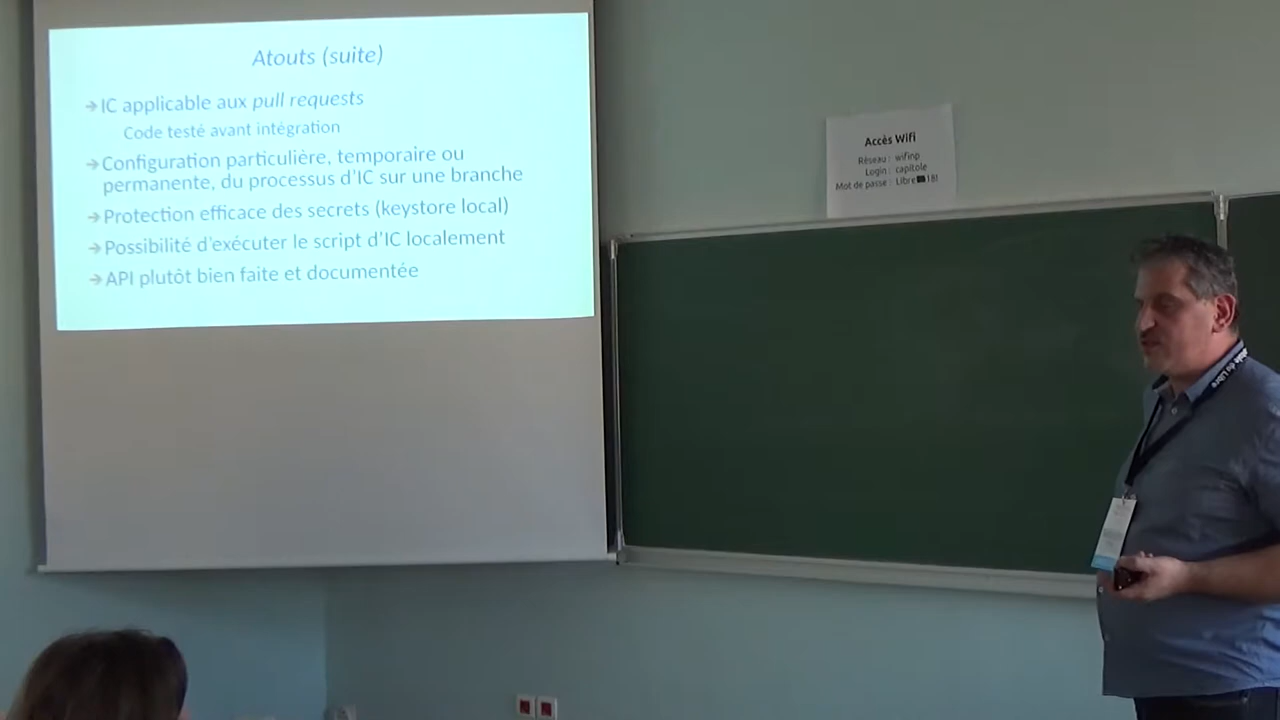 Atouts (suite)
→ IC applicable aux pull requests
Code testé avant intégration
→ Configuration particulière, temporaire ou
permanente, du processus d'IC sur une branche
→ Protection efficace des secrets (keystore local)
→ Possibilité d'exécuter le script d'IC localement
→ API plutôt bien faite et documentée
Accès Wifi
Réseau : wifinp
Login : capitole
Mot de passe :
du Libre